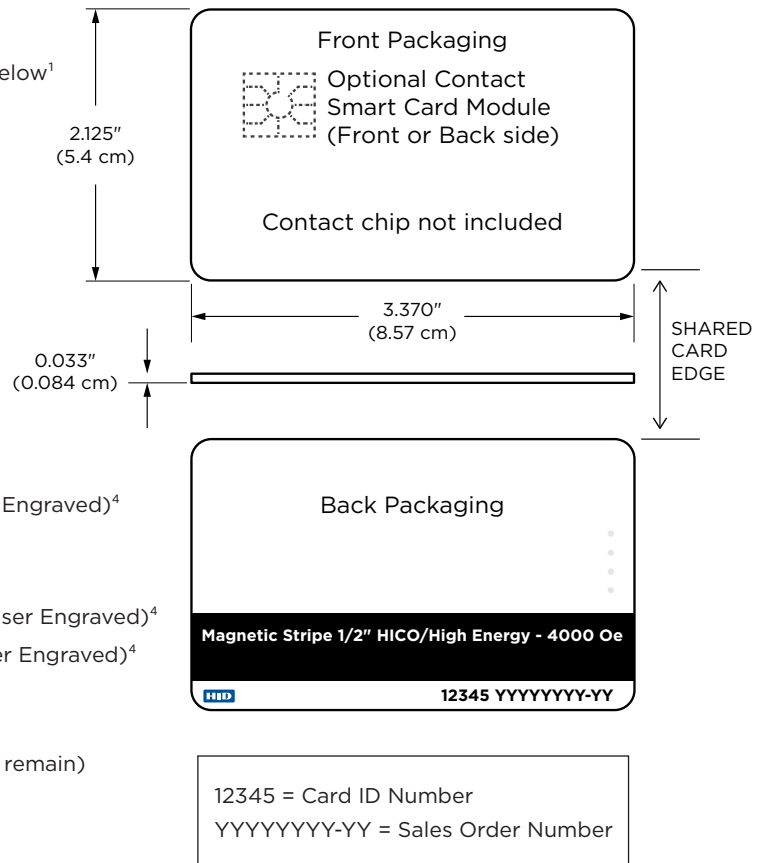 Front Packaging
elow¹
Optional Contact
Smart Card Module
(Front or Back side)
2.125"
(5.4 cm)
Contact chip not included
3.370"
(8.57 cm)
SHARED
CARD
EDGE
0.033"
(0.084 cm)
Engraved)⁴
Back Packaging
ser Engraved)⁴
Magnetic Stripe 1/2" HICO/High Energy - 4000 Oe
er Engraved)⁴
HID
12345 YYYYYYYY-YY
remain)
12345 = Card ID Number
YYYYYYYY-YY = Sales Order Number